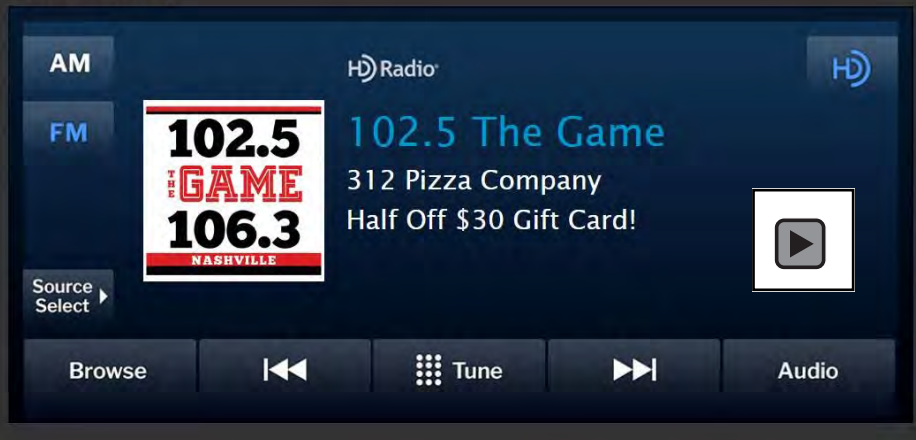 AM
HD Radio
HD
FM
102.5
THE GAME
106.3
NASHVILLE
102.5 The Game
312 Pizza Company
Half Off $30 Gift Card!
Source
Select
Browse
Tune
Audio